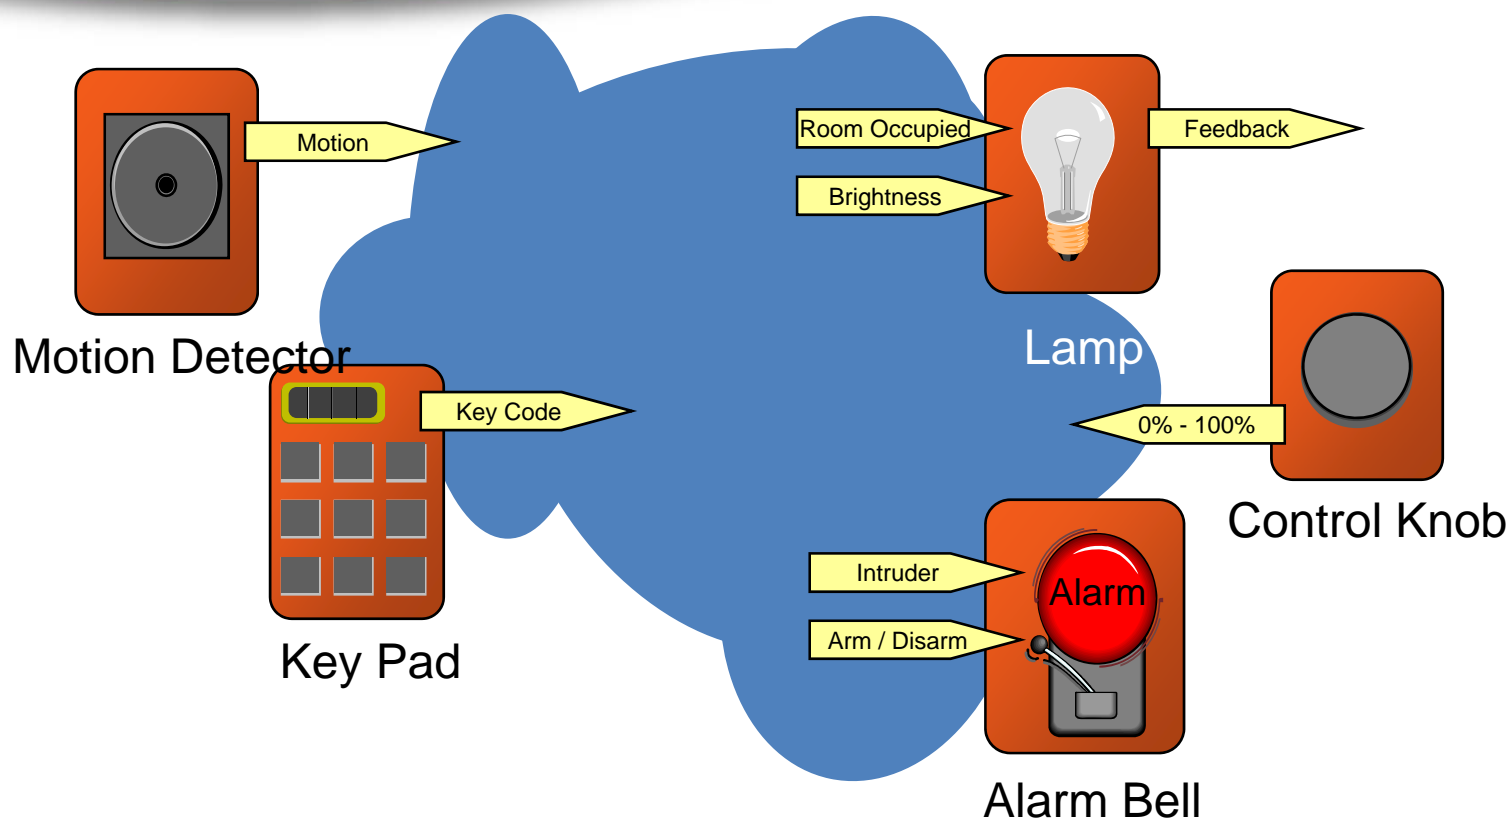 Motion
Room Occupied
Feedback
Brightness
Motion Detector
Lamp
Key Code
0% - 100%
Control Knob
Intruder
Alarm
Arm / Disarm
Key Pad
Alarm Bell